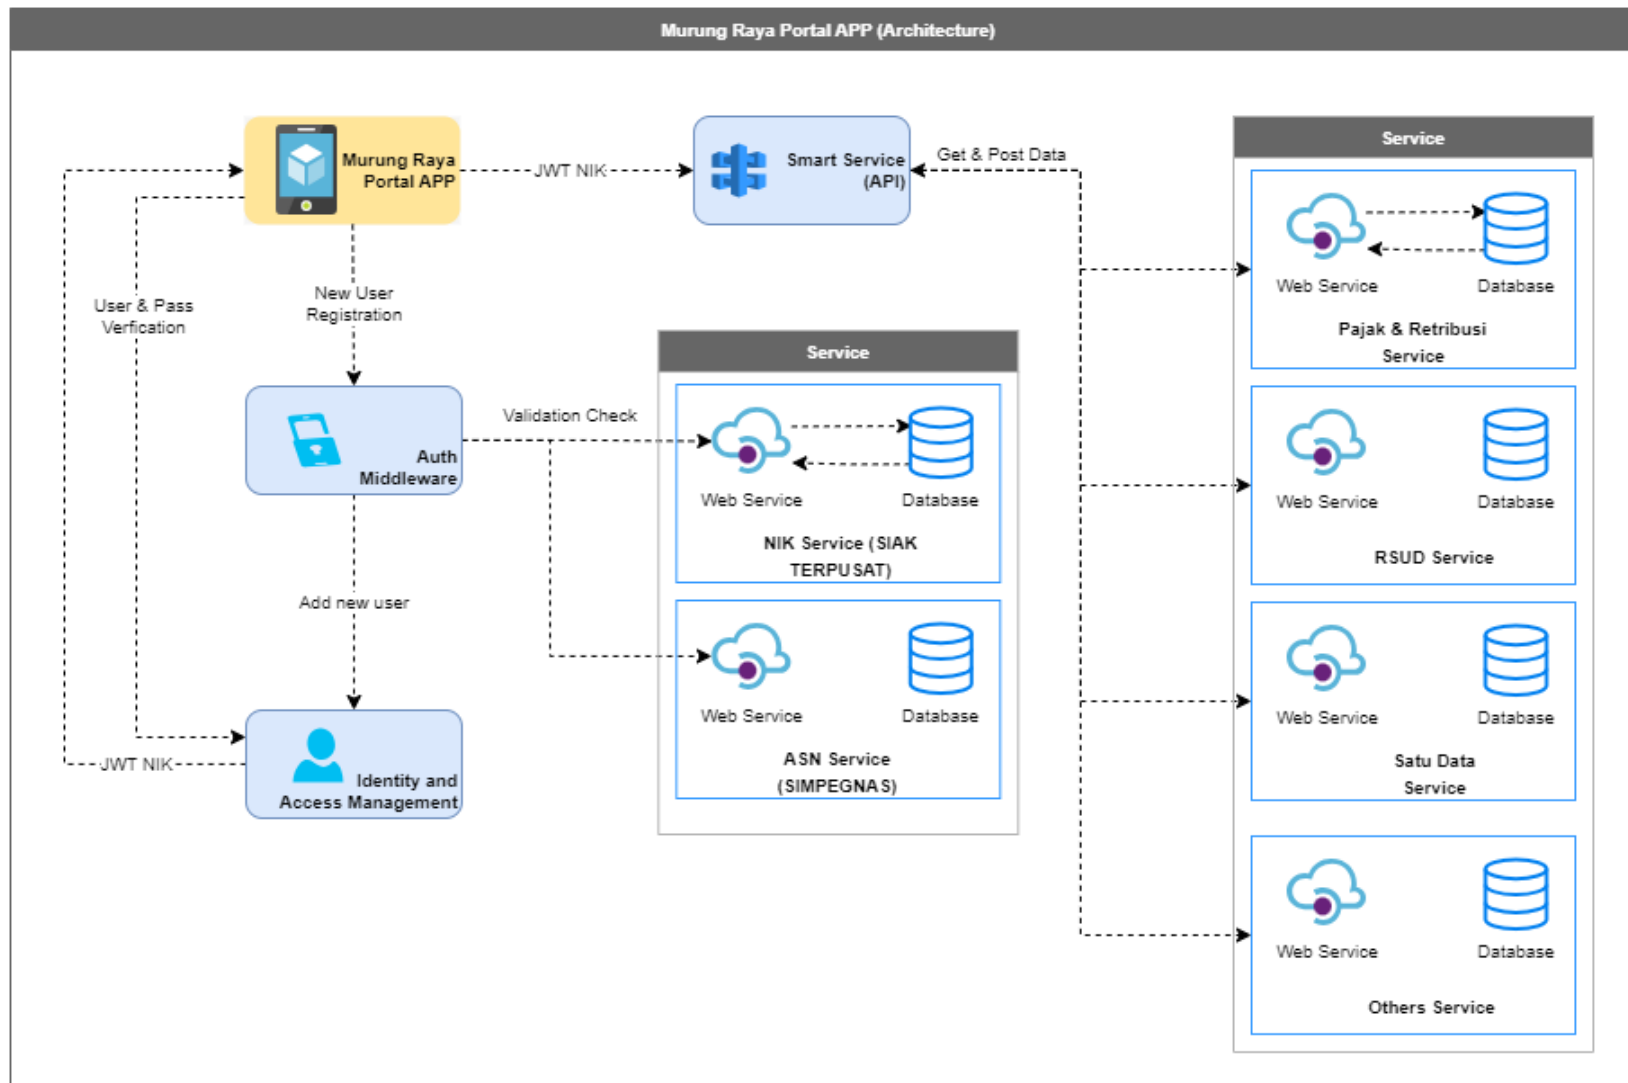 Murung Raya Portal APP (Architecture)
Murung Raya
Portal APP
JWT NIK
Smart Service
(API)
Get & Post Data
User & Pass
Verfication
New User
Registration
Auth
Middleware
Validation Check
Add new user
JWT NIK
Identity and
Access Management
Service
Web Service
Database
NIK Service (SIAK
TERPUSAT)
Web Service
Database
ASN Service
(SIMPEGNAS)
Service
Web Service
Database
Pajak & Retribusi
Service
Web Service
Database
RSUD Service
Web Service
Database
Satu Data
Service
Web Service
Database
Others Service